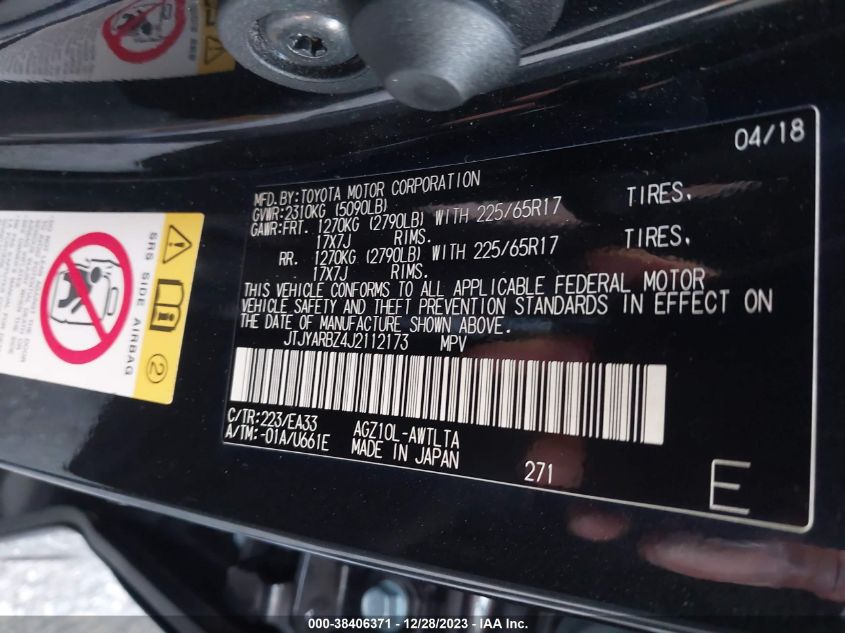 04/18
MFD.BY:TOYOTA MOTOR CORPORATION
GVWR:2310KG (5090LB)
GAWR:FRT. 1270KG (2790LB) WITH 225/65R17 TIRES.
17X7J RIMS.
RR. 1270KG (2790LB) WITH 225/65R17 TIRES.
17X7J RIMS.
THIS VEHICLE CONFORMS TO ALL APPLICABLE FEDERAL MOTOR
VEHICLE SAFETY AND THEFT PREVENTION STANDARDS IN EFFECT ON
THE DATE OF MANUFACTURE SHOWN ABOVE.
JTJYARBZ4J2112173 MPV
C/TR:223/EA33 AGZ10L-AWTLTA
A/TM:-01A/U661E MADE IN JAPAN
271
E
SRS SIDE AIRBAG
2
000-38406371 - 12/28/2023 - IAA Inc.